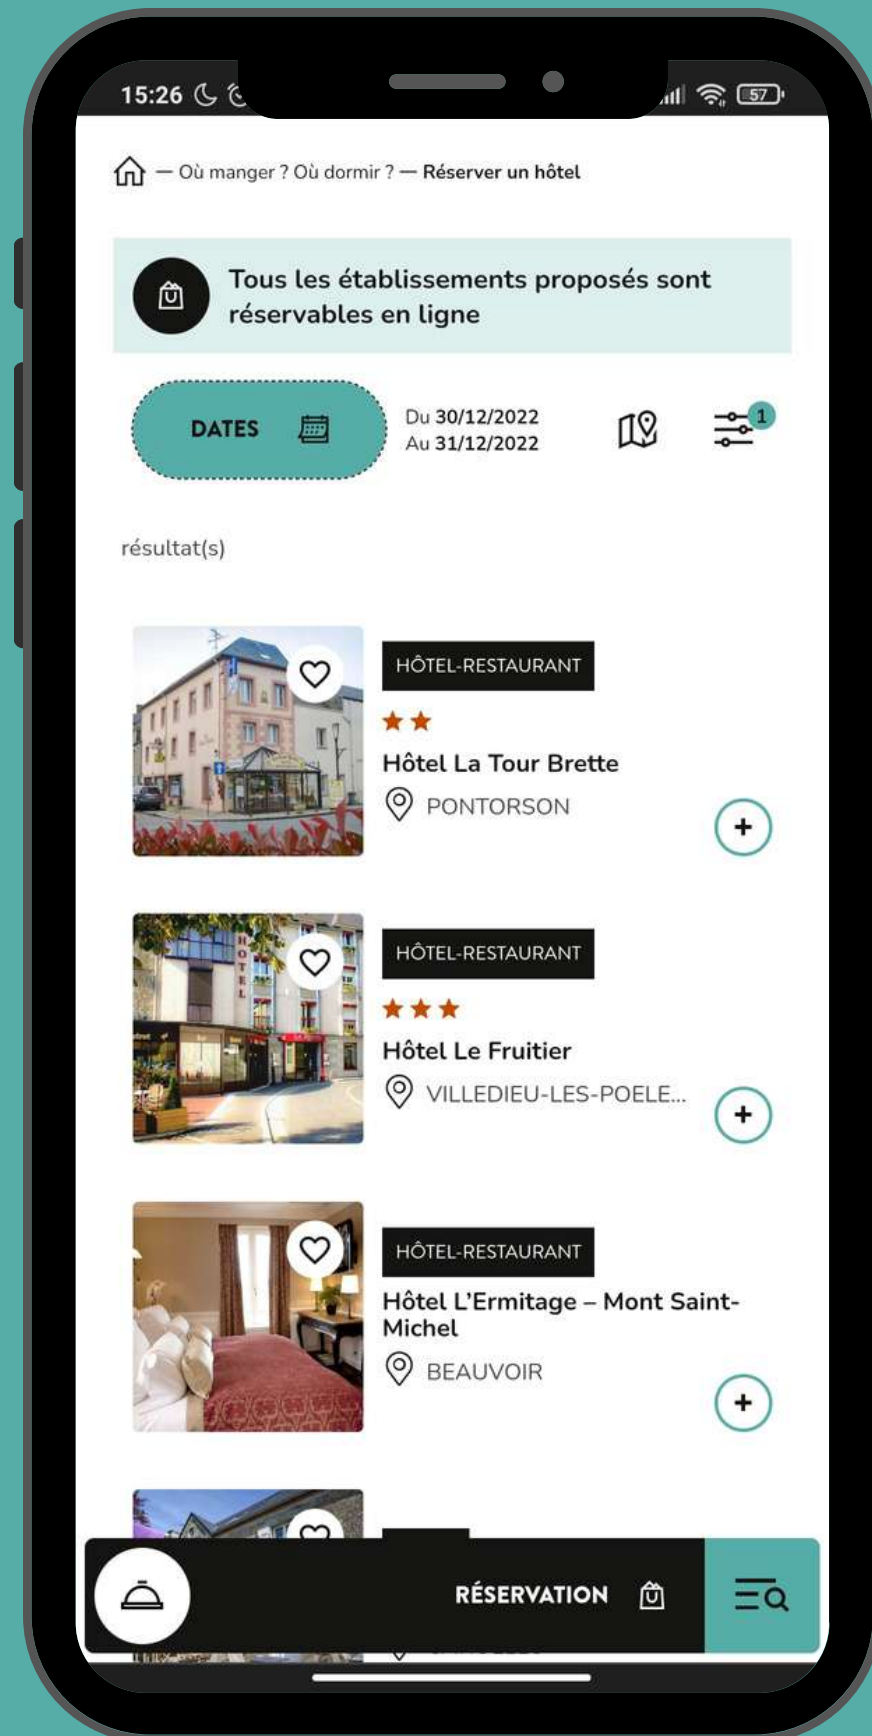 15:26
57
— Où manger ? Où dormir ? — Réserver un hôtel
Tous les établissements proposés sont
réservables en ligne
DATES
Du 30/12/2022
Au 31/12/2022
1
résultat(s)
HÔTEL-RESTAURANT
Hôtel La Tour Brette
PONTORSON
+
HOTEL
HÔTEL-RESTAURANT
Hôtel Le Fruitier
VILLEDIEU-LES-POELE...
+
HÔTEL-RESTAURANT
Hôtel L’Ermitage – Mont Saint-
Michel
BEAUVOIR
+
RÉSERVATION